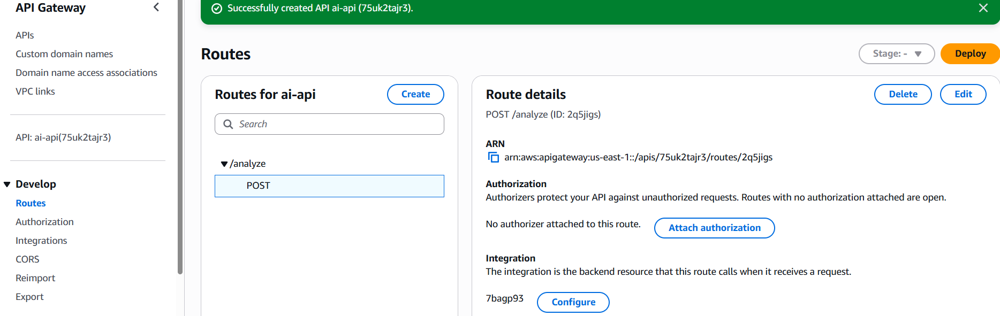 API Gateway
APIs
Custom domain names
Domain name access associations
VPC links
API: ai-api(75uk2tajr3)
Develop
Routes
Authorization
Integrations
CORS
Reimport
Export
Successfully created API ai-api (75uk2tajr3).
Routes
Stage: -
Deploy
Routes for ai-api
Create
Search
/analyze
POST
Route details
Delete
Edit
POST /analyze (ID: 2q5jigs)
ARN
arn:aws:apigateway:us-east-1::/apis/75uk2tajr3/routes/2q5jigs
Authorization
Authorizers protect your API against unauthorized requests. Routes with no authorization attached are open.
No authorizer attached to this route.
Attach authorization
Integration
The integration is the backend resource that this route calls when it receives a request.
7bagp93
Configure